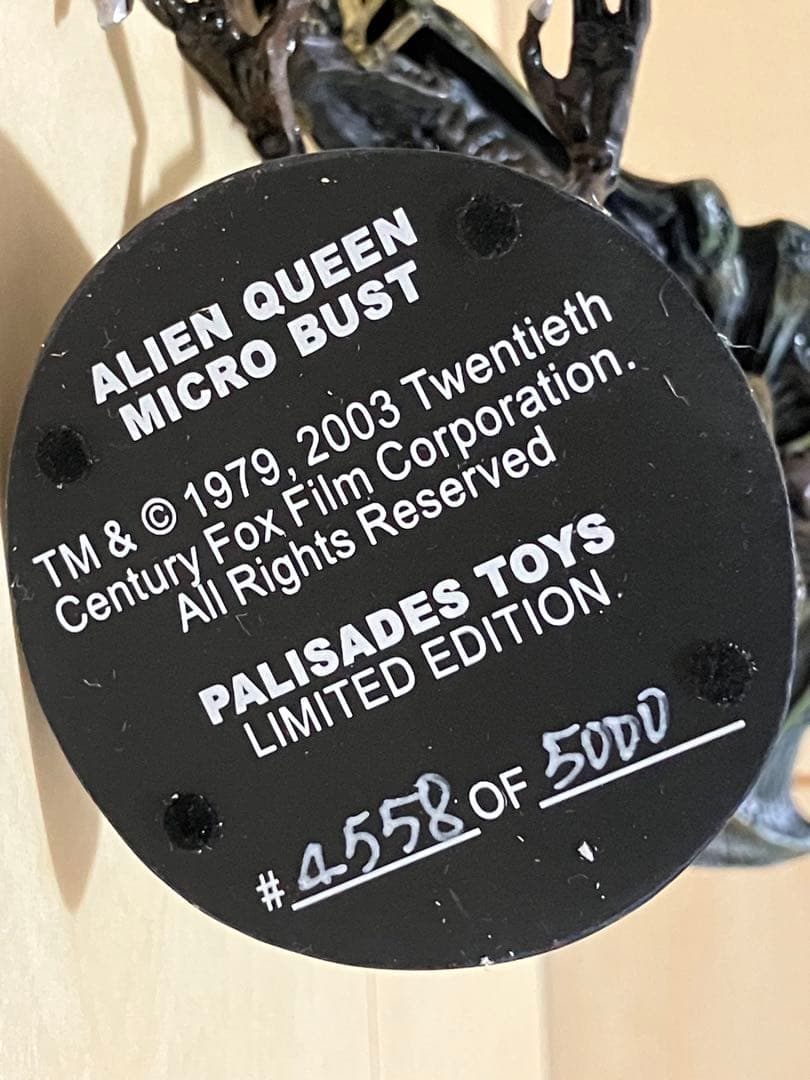 ALIEN QUEEN
MICRO BUST
TM & © 1979, 2003 Twentieth
Century Fox Film Corporation.
All Rights Reserved
PALISADES TOYS
LIMITED EDITION
# 4558 OF 5000